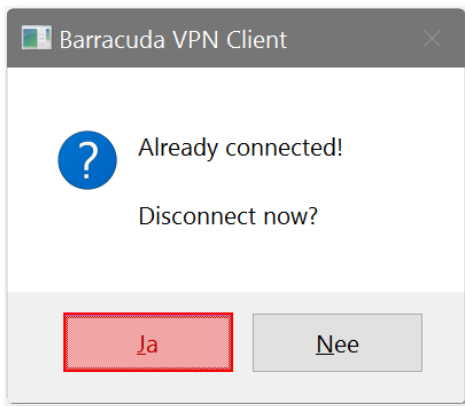 Barracuda VPN Client
Already connected!
Disconnect now?
Ja
Nee